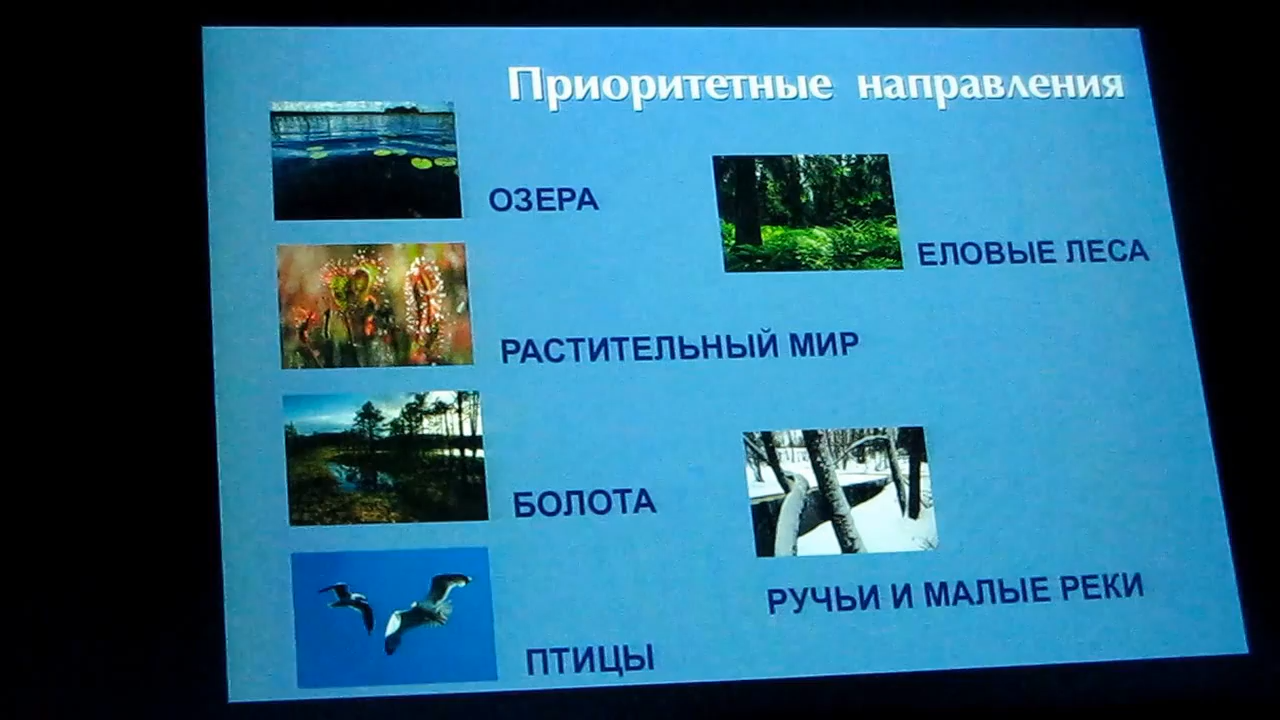 Приоритетные направления
ОЗЕРА
ЕЛОВЫЕ ЛЕСА
РАСТИТЕЛЬНЫЙ МИР
БОЛОТА
РУЧЬИ И МАЛЫЕ РЕКИ
ПТИЦЫ